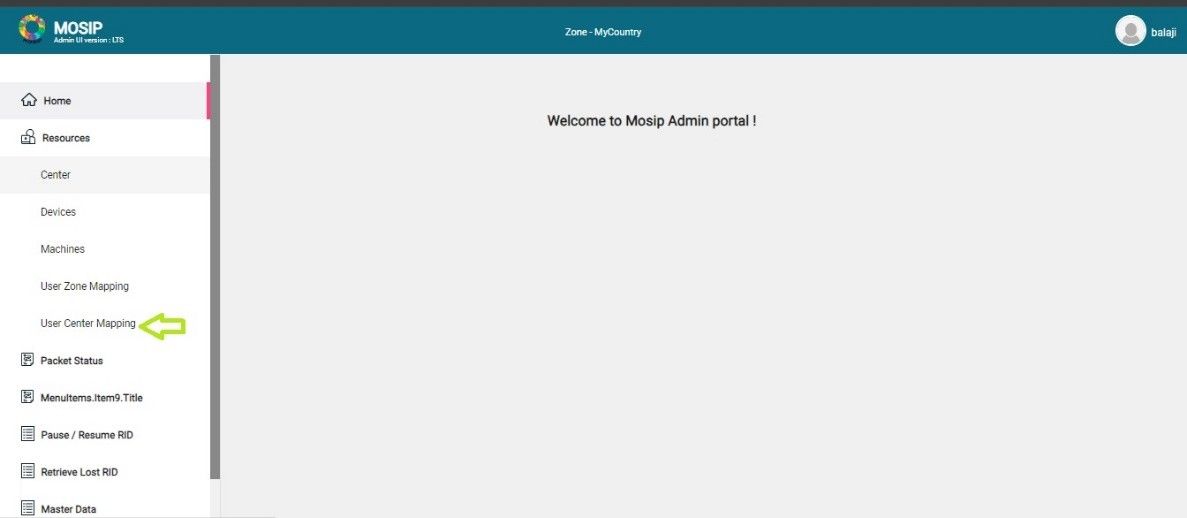 MOSIP
Admin UI version : LTS
Zone - MyCountry
balaji
Home
Resources
Center
Devices
Machines
User Zone Mapping
User Center Mapping
Packet Status
MenuItems.Item9.Title
Pause / Resume RID
Retrieve Lost RID
Master Data
Welcome to Mosip Admin portal !